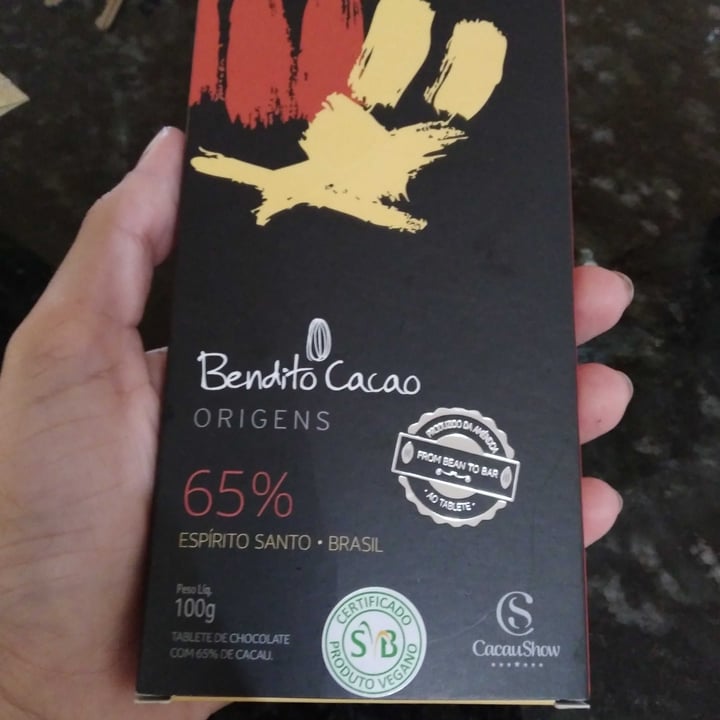 Bendito Cacao
ORIGENS
PRODUZIDO DA AMÊNDOA
FROM BEAN TO BAR
• AO TABLETE •
65%
ESPÍRITO SANTO • BRASIL
Peso Líq.
100g
TABLETE DE CHOCOLATE
COM 65% DE CACAU.
CERTIFICADO
SVB
PRODUTO VEGANO
CS
CacauShow